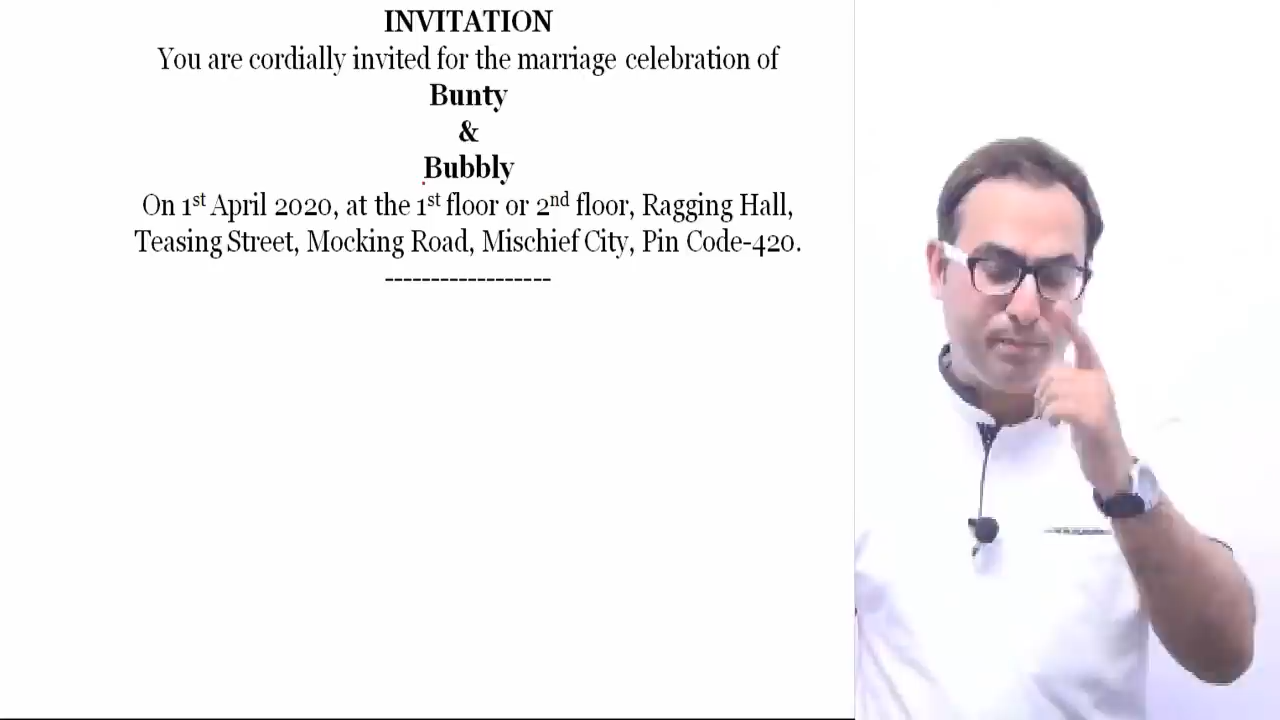 INVITATION
You are cordially invited for the marriage celebration of
Bunty
&
Bubbly
On 1st April 2020, at the 1st floor or 2nd floor, Ragging Hall,
Teasing Street, Mocking Road, Mischief City, Pin Code-420.
------------------